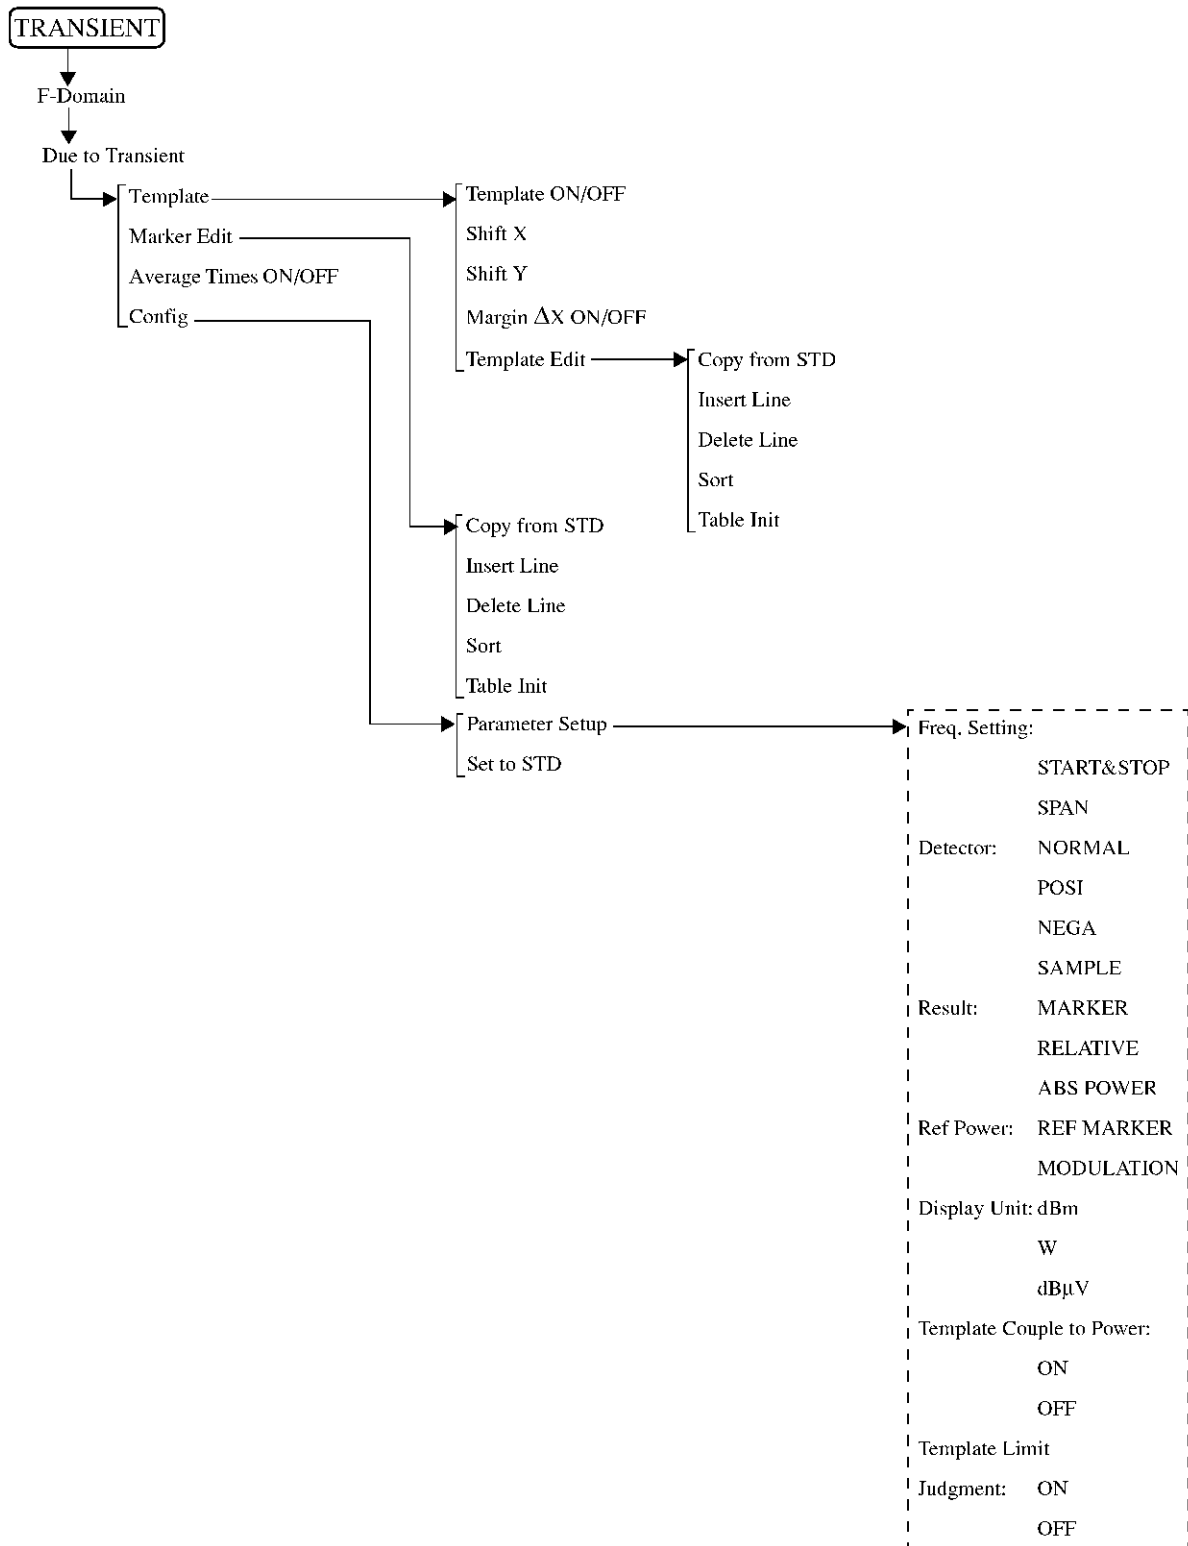 TRANSIENT
F-Domain
Due to Transient
Template
Marker Edit
Average Times ON/OFF
Config
Template ON/OFF
Shift X
Shift Y
Margin ΔX ON/OFF
Template Edit
Copy from STD
Insert Line
Delete Line
Sort
Table Init
Copy from STD
Insert Line
Delete Line
Sort
Table Init
Parameter Setup
Set to STD
Freq. Setting:
START&STOP
SPAN
Detector: NORMAL
POSI
NEGA
SAMPLE
Result: MARKER
RELATIVE
ABS POWER
Ref Power: REF MARKER
MODULATION
Display Unit: dBm
W
dBμV
Template Couple to Power:
ON
OFF
Template Limit
Judgment: ON
OFF